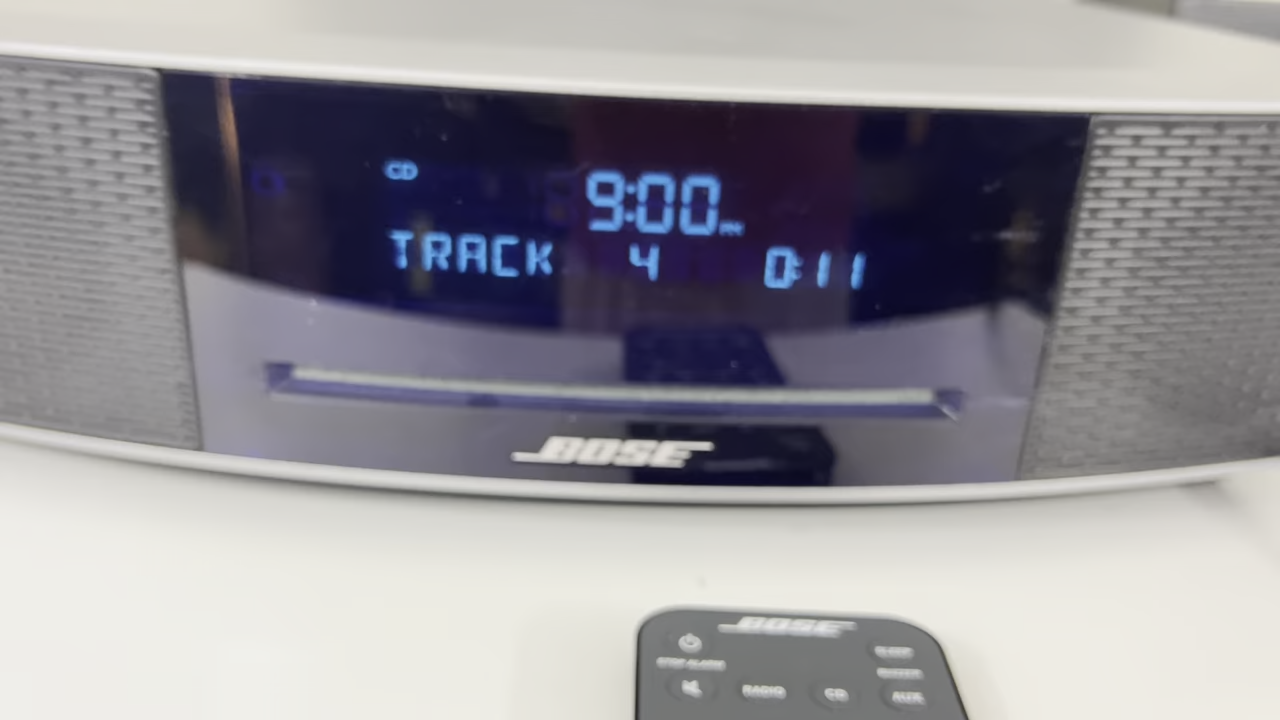 CD
9:00
TRACK 4 0:11
BOSE
BOSE
STOP ALARM
SLEEP
RADIO CD AUX